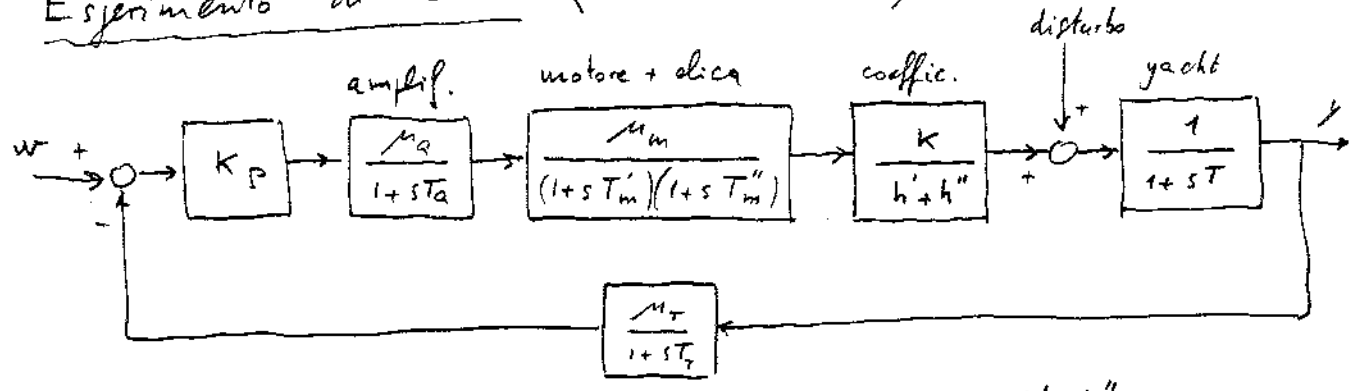 Esperimento
disturbo
amplif. motore + elica coeffic. yacht
w + K_p μ_a / (1+sT_a) μ_m / ((1+sT'_m)(1+sT''_m)) K / (h'+h'') + + 1 / (1+sT) y
-
μ_T / (1+sT_T)